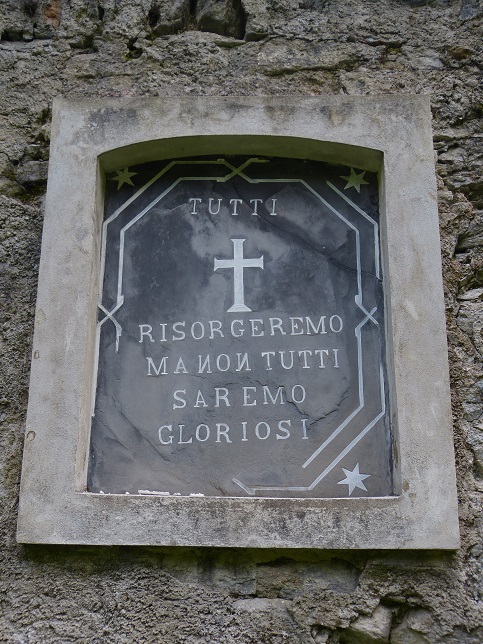 TUTTI
RISORGEREMO
MA NON TUTTI
SAREMO
GLORIOSI